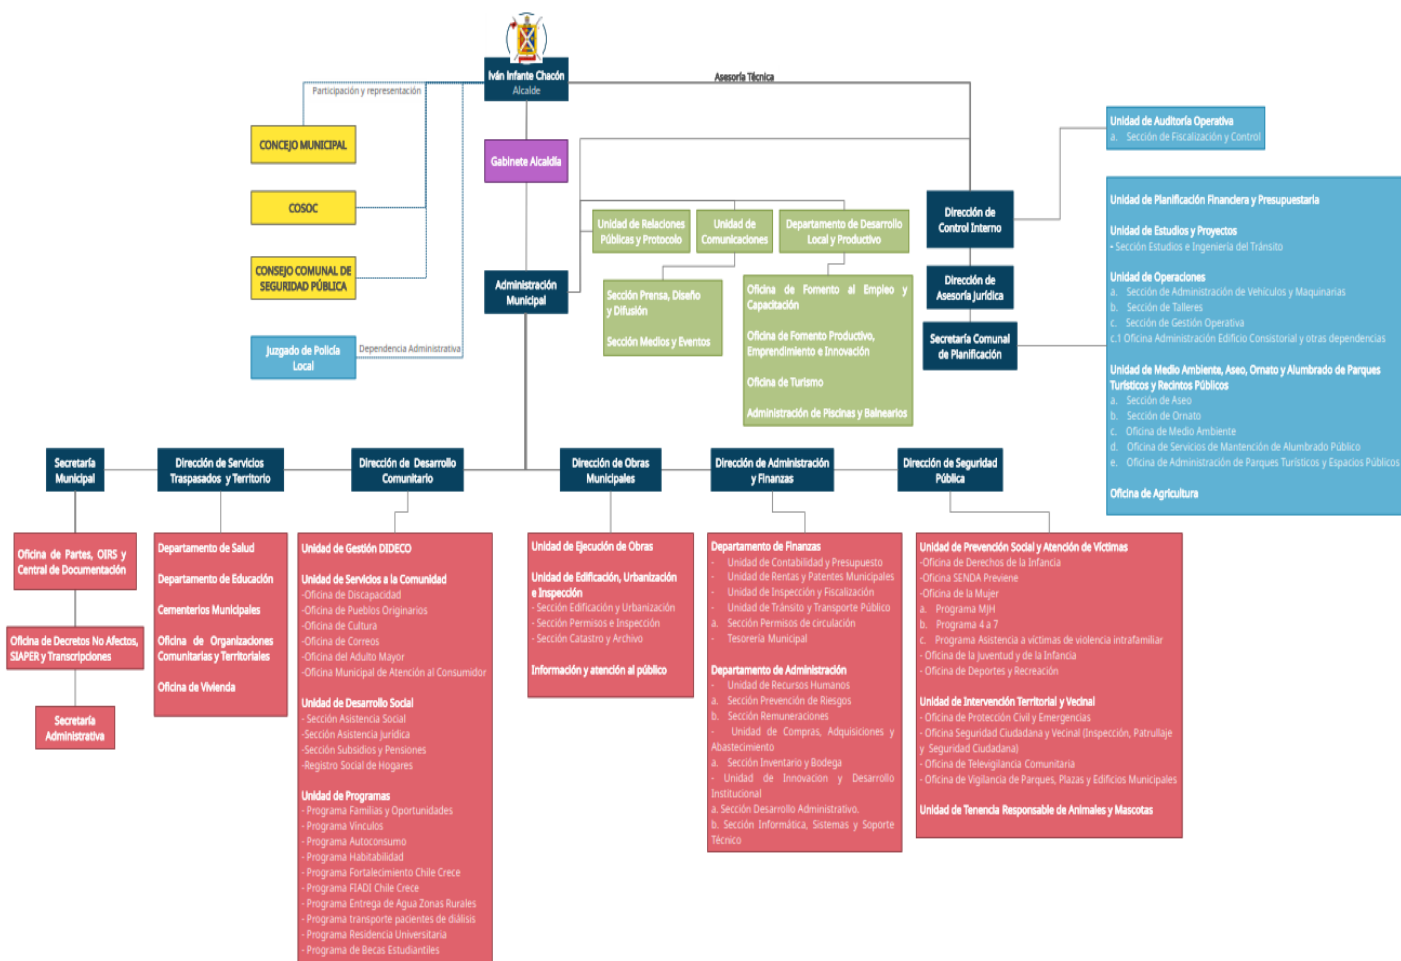 Iván Infante Chacón
Alcalde
Asesoría Técnica
Participación y representación
CONCEJO MUNICIPAL
COSOC
CONSEJO COMUNAL DE
SEGURIDAD PÚBLICA
Juzgado de Policía
Local
Dependencia Administrativa
Gabinete Alcaldía
Administración
Municipal
Unidad de Relaciones
Públicas y Protocolo
Unidad de
Comunicaciones
Departamento de Desarrollo
Local y Productivo
Sección Prensa, Diseño
y Difusión
Sección Medios y Eventos
Oficina de Fomento al Empleo y
Capacitación
Oficina de Fomento Productivo,
Emprendimiento e Innovación
Oficina de Turismo
Administración de Piscinas y Balnearios
Dirección de
Control Interno
Dirección de
Asesoría Jurídica
Secretaría Comunal
de Planificación
Unidad de Auditoría Operativa
a. Sección de Fiscalización y Control
Unidad de Planificación Financiera y Presupuestaria
Unidad de Estudios y Proyectos
- Sección Estudios e Ingeniería del Tránsito
Unidad de Operaciones
a. Sección de Administración de Vehículos y Maquinarias
b. Sección de Talleres
c. Sección de Gestión Operativa
c.1 Oficina Administración Edificio Consistorial y otras dependencias
Unidad de Medio Ambiente, Aseo, Ornato y Alumbrado de Parques
Turísticos y Recintos Públicos
a. Sección de Aseo
b. Sección de Ornato
c. Oficina de Medio Ambiente
d. Oficina de Servicios de Mantención de Alumbrado Público
e. Oficina de Administración de Parques Turísticos y Espacios Públicos
Oficina de Agricultura
Secretaría
Municipal
Dirección de Servicios
Traspasados y Territorio
Dirección de Desarrollo
Comunitario
Dirección de Obras
Municipales
Dirección de Administración
y Finanzas
Dirección de Seguridad
Pública
Oficina de Partes, OIRS y
Central de Documentación
Oficina de Decretos No Afectos,
SIAPER y Transcripciones
Secretaría
Administrativa
Departamento de Salud
Departamento de Educación
Cementerios Municipales
Oficina de Organizaciones
Comunitarias y Territoriales
Oficina de Vivienda
Unidad de Gestión DIDECO
Unidad de Servicios a la Comunidad
-Oficina de Discapacidad
-Oficina de Pueblos Originarios
-Oficina de Cultura
-Oficina de Correos
-Oficina del Adulto Mayor
-Oficina Municipal de Atención al Consumidor
Unidad de Desarrollo Social
- Sección Asistencia Social
-Sección Asistencia Jurídica
-Sección Subsidios y Pensiones
-Registro Social de Hogares
Unidad de Programas
- Programa Familias y Oportunidades
- Programa Vínculos
- Programa Autoconsumo
- Programa Habitabilidad
- Programa Fortalecimiento Chile Crece
- Programa FIADI Chile Crece
- Programa Entrega de Agua Zonas Rurales
- Programa transporte pacientes de diálisis
- Programa Residencia Universitaria
- Programa de Becas Estudiantiles
Unidad de Ejecución de Obras
Unidad de Edificación, Urbanización
e Inspección
- Sección Edificación y Urbanización
- Sección Permisos e Inspección
- Sección Catastro y Archivo
Información y atención al público
Departamento de Finanzas
- Unidad de Contabilidad y Presupuesto
- Unidad de Rentas y Patentes Municipales
- Unidad de Inspección y Fiscalización
- Unidad de Tránsito y Transporte Público
a. Sección Permisos de circulación
- Tesorería Municipal
Departamento de Administración
- Unidad de Recursos Humanos
a. Sección Prevención de Riesgos
b. Sección Remuneraciones
- Unidad de Compras, Adquisiciones y
Abastecimiento
a. Sección Inventario y Bodega
- Unidad de Innovacion y Desarrollo
Institucional
a. Sección Desarrollo Administrativo.
b. Sección Informática, Sistemas y Soporte
Técnico
Unidad de Prevención Social y Atención de Víctimas
-Oficina de Derechos de la Infancia
-Oficina SENDA Previene
-Oficina de la Mujer
a. Programa MJH
b. Programa 4 a 7
c. Programa Asistencia a víctimas de violencia intrafamiliar
- Oficina de la Juventud y de la Infancia
- Oficina de Deportes y Recreación
Unidad de Intervención Territorial y Vecinal
- Oficina de Protección Civil y Emergencias
- Oficina Seguridad Ciudadana y Vecinal (Inspección, Patrullaje
y Seguridad Ciudadana)
- Oficina de Televigilancia Comunitaria
- Oficina de Vigilancia de Parques, Plazas y Edificios Municipales
Unidad de Tenencia Responsable de Animales y Mascotas